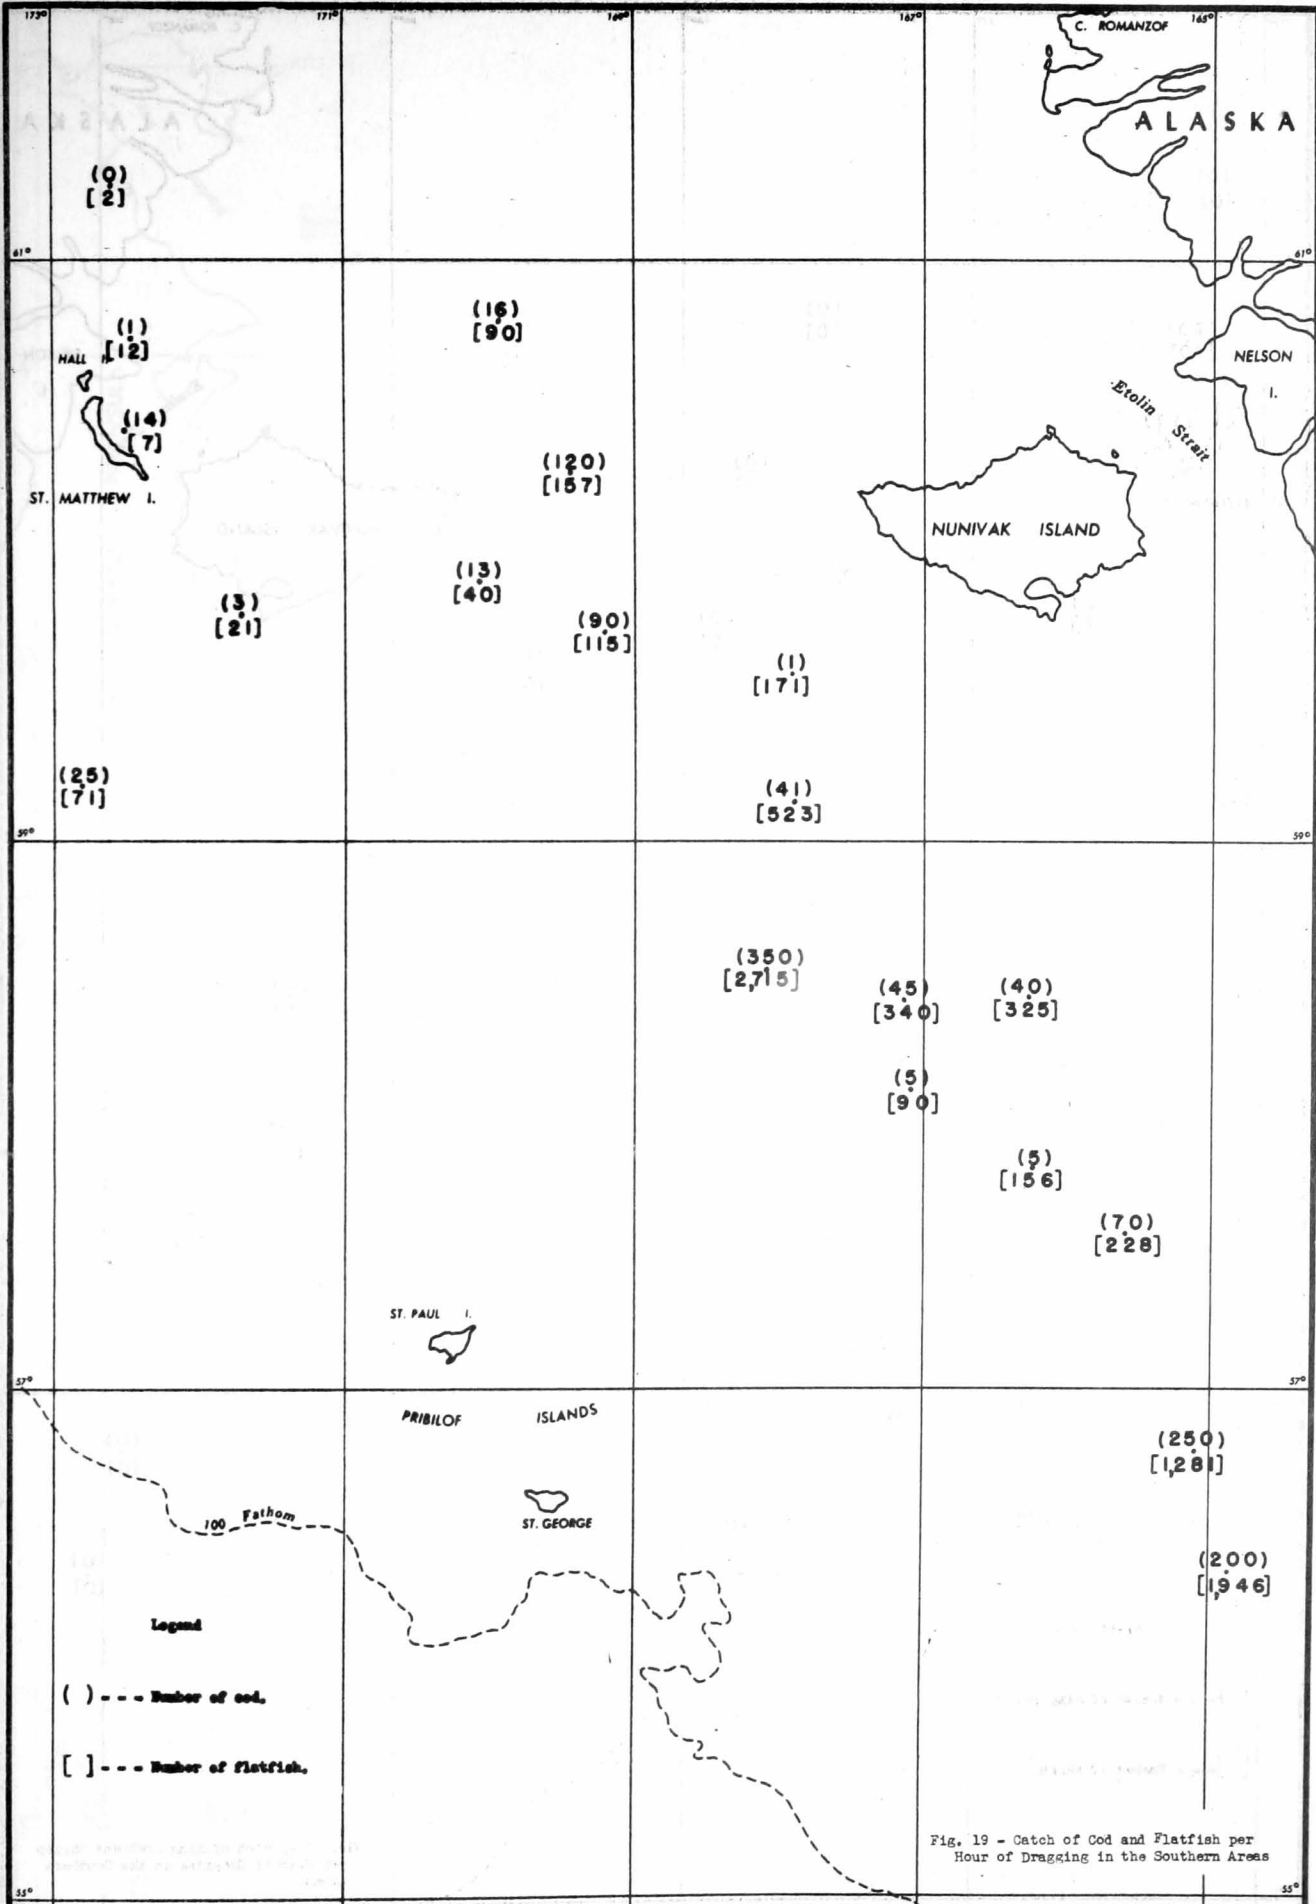 173° 171° 169° 167° 165°
C. ROMANZOF
ALASKA
(0)
[2]
61° 61°
(16)
[90]
(1)
[12]
HALL I.
NELSON
I.
Etolin Strait
(14)
[7]
ST. MATTHEW I.
(120)
[157]
NUNIVAK ISLAND
(13)
[40]
(3)
[21]
(90)
[115]
(1)
[171]
(25)
[71]
(41)
[523]
59° 59°
(350)
[2,715]
(45)
[340]
(40)
[325]
(5)
[90]
(5)
[156]
(70)
[228]
ST. PAUL I.
57° 57°
PRIBILOF ISLANDS
(250)
[1,281]
100 Fathom
ST. GEORGE
(200)
[1,946]
Legend
( ) --- Number of cod.
[ ] --- Number of flatfish.
Fig. 19 - Catch of Cod and Flatfish per
Hour of Dragging in the Southern Areas
55° 55°